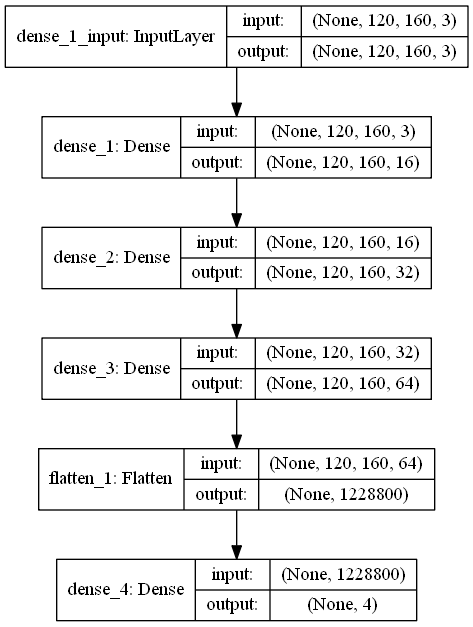 dense_1_input: InputLayer input: (None, 120, 160, 3)
output: (None, 120, 160, 3)
dense_1: Dense input: (None, 120, 160, 3)
output: (None, 120, 160, 16)
dense_2: Dense input: (None, 120, 160, 16)
output: (None, 120, 160, 32)
dense_3: Dense input: (None, 120, 160, 32)
output: (None, 120, 160, 64)
flatten_1: Flatten input: (None, 120, 160, 64)
output: (None, 1228800)
dense_4: Dense input: (None, 1228800)
output: (None, 4)